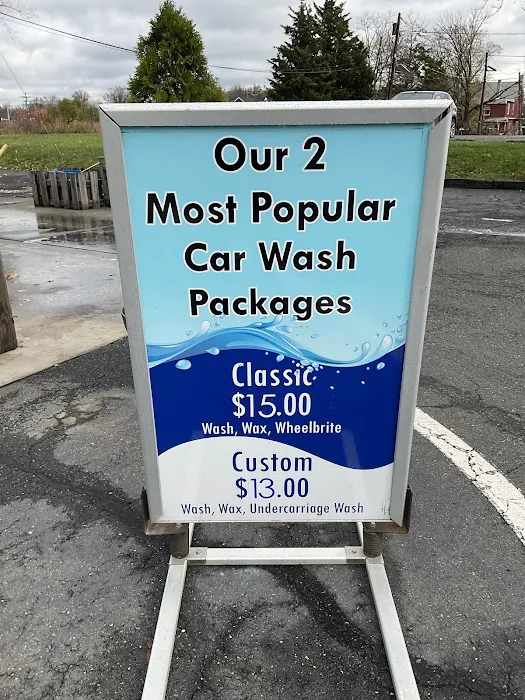 Our 2
Most Popular
Car Wash
Packages
Classic
$15.00
Wash, Wax, Wheelbrite
Custom
$13.00
Wash, Wax, Undercarriage Wash